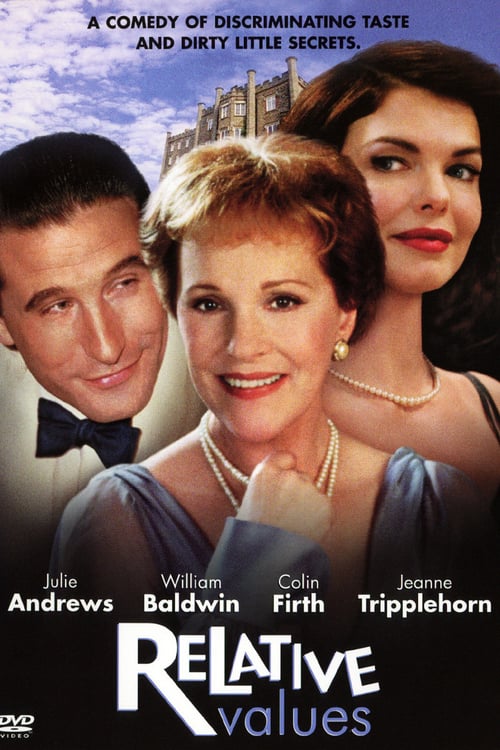 A COMEDY OF DISCRIMINATING TASTE
AND DIRTY LITTLE SECRETS.
Julie Andrews
William Baldwin
Colin Firth
Jeanne Tripplehorn
RELATIVE
values
DVD
VIDEO